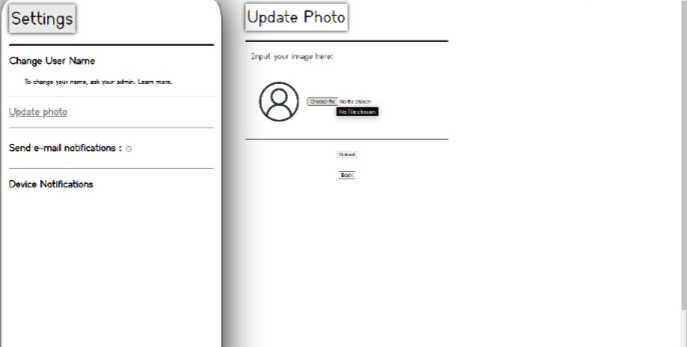 Settings
Change User Name
To change your name, ask your admin. Learn more.
Update photo
Send e-mail notifications :
Device Notifications
Update Photo
Input your image here:
Choose File No file chosen
No file chosen
Back